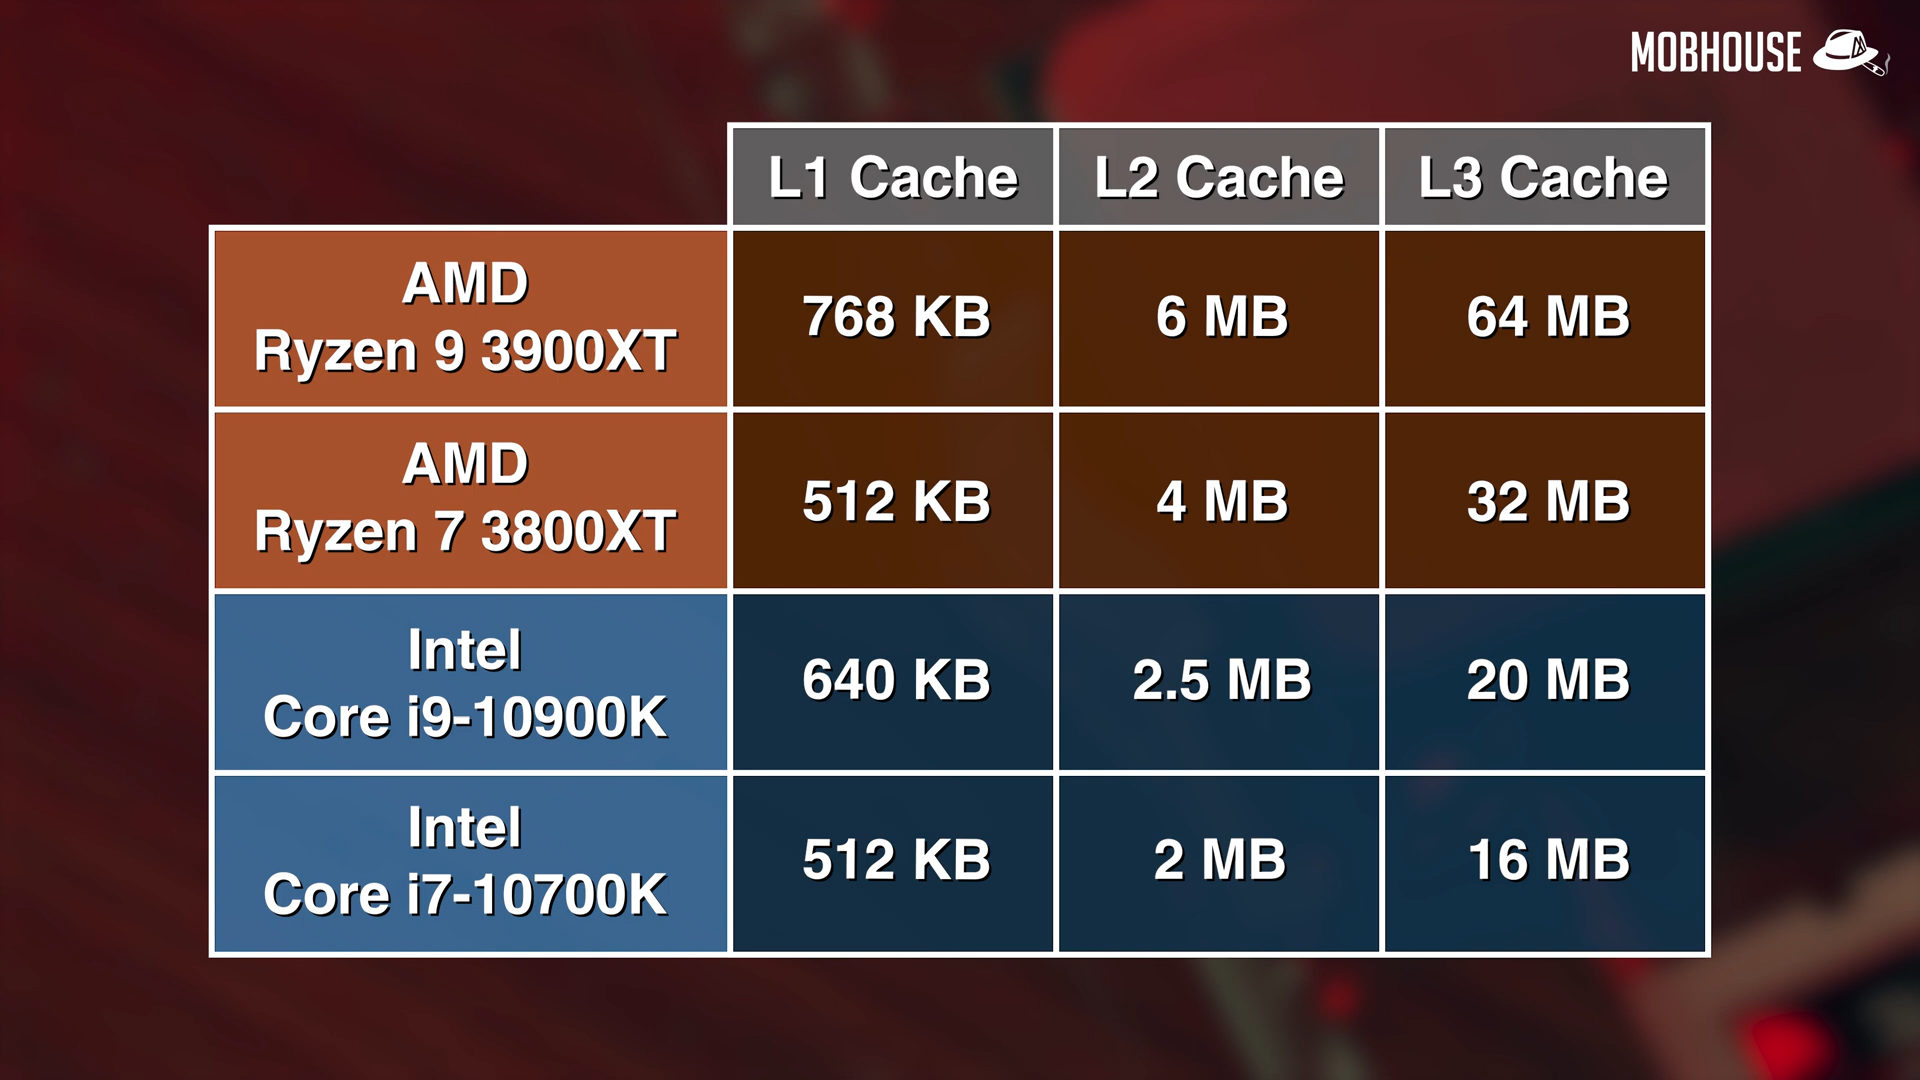 MOBHOUSE
L1 Cache L2 Cache L3 Cache
AMD
Ryzen 9 3900XT
768 KB 6 MB 64 MB
AMD
Ryzen 7 3800XT
512 KB 4 MB 32 MB
Intel
Core i9-10900K
640 KB 2.5 MB 20 MB
Intel
Core i7-10700K
512 KB 2 MB 16 MB